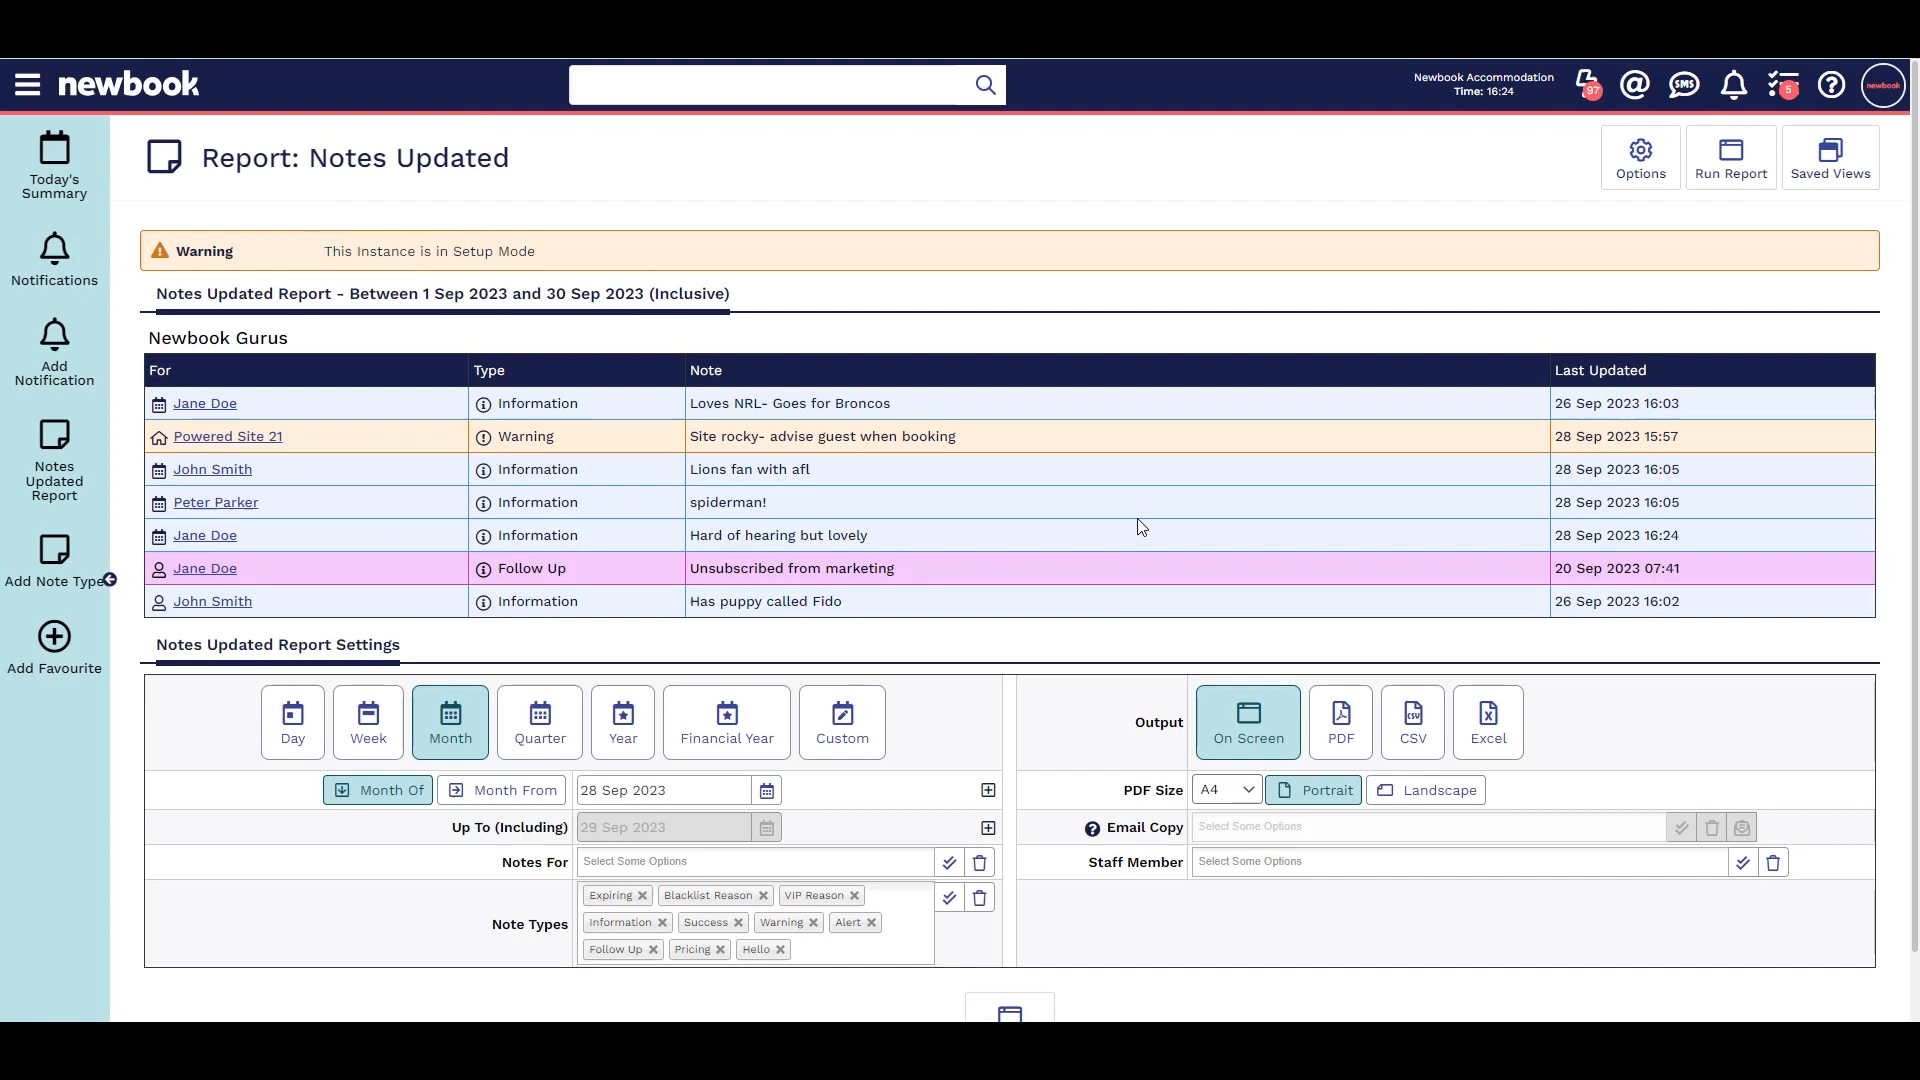 newbook
Newbook Accommodation
Time: 16:24
97
@
SMS
5
?
newbook
Today's Summary
Notifications
Add Notification
Notes Updated Report
Add Note Type
Add Favourite
Report: Notes Updated
Options
Run Report
Saved Views
Warning This Instance is in Setup Mode
Notes Updated Report - Between 1 Sep 2023 and 30 Sep 2023 (Inclusive)
Newbook Gurus
For Type Note Last Updated
Jane Doe Information Loves NRL- Goes for Broncos 26 Sep 2023 16:03
Powered Site 21 Warning Site rocky- advise guest when booking 28 Sep 2023 15:57
John Smith Information Lions fan with afl 28 Sep 2023 16:05
Peter Parker Information spiderman! 28 Sep 2023 16:05
Jane Doe Information Hard of hearing but lovely 28 Sep 2023 16:24
Jane Doe Follow Up Unsubscribed from marketing 20 Sep 2023 07:41
John Smith Information Has puppy called Fido 26 Sep 2023 16:02
Notes Updated Report Settings
Day Week Month Quarter Year Financial Year Custom
Month Of Month From 28 Sep 2023
Up To (Including) 29 Sep 2023
Notes For Select Some Options
Note Types
Expiring Blacklist Reason VIP Reason
Information Success Warning Alert
Follow Up Pricing Hello
Output On Screen PDF CSV Excel
PDF Size A4 Portrait Landscape
Email Copy Select Some Options
Staff Member Select Some Options